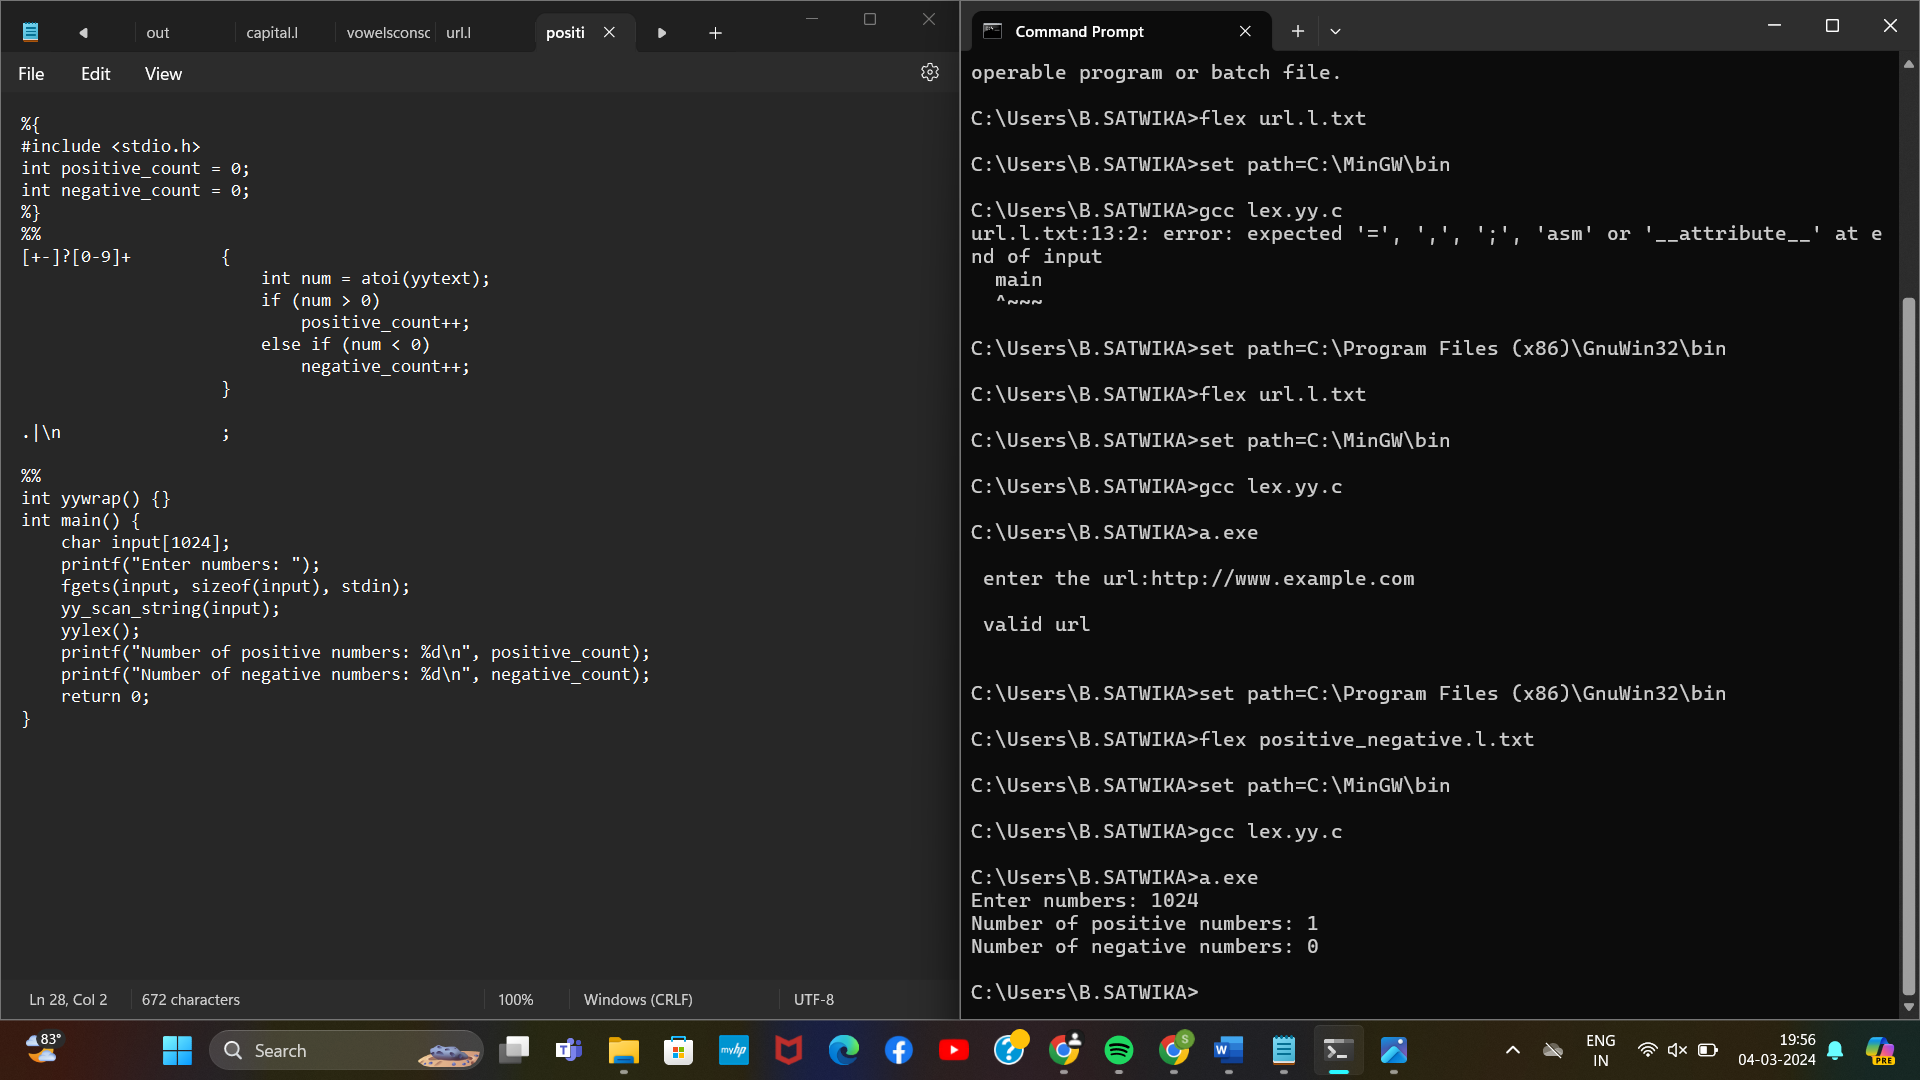 out
capital.l
vowelsconsc
url.l
positi
File Edit View
%{
#include <stdio.h>
int positive_count = 0;
int negative_count = 0;
%}
%%
[+-]?[0-9]+ {
int num = atoi(yytext);
if (num > 0)
positive_count++;
else if (num < 0)
negative_count++;
}
.|\n ;
%%
int yywrap() {}
int main() {
char input[1024];
printf("Enter numbers: ");
fgets(input, sizeof(input), stdin);
yy_scan_string(input);
yylex();
printf("Number of positive numbers: %d\n", positive_count);
printf("Number of negative numbers: %d\n", negative_count);
return 0;
}
Ln 28, Col 2 672 characters 100% Windows (CRLF) UTF-8
Command Prompt
operable program or batch file.
C:\Users\B.SATWIKA>flex url.l.txt
C:\Users\B.SATWIKA>set path=C:\MinGW\bin
C:\Users\B.SATWIKA>gcc lex.yy.c
url.l.txt:13:2: error: expected '=', ',', ';', 'asm' or '__attribute__' at e
nd of input
main
^~~~
C:\Users\B.SATWIKA>set path=C:\Program Files (x86)\GnuWin32\bin
C:\Users\B.SATWIKA>flex url.l.txt
C:\Users\B.SATWIKA>set path=C:\MinGW\bin
C:\Users\B.SATWIKA>gcc lex.yy.c
C:\Users\B.SATWIKA>a.exe
enter the url:http://www.example.com
valid url
C:\Users\B.SATWIKA>set path=C:\Program Files (x86)\GnuWin32\bin
C:\Users\B.SATWIKA>flex positive_negative.l.txt
C:\Users\B.SATWIKA>set path=C:\MinGW\bin
C:\Users\B.SATWIKA>gcc lex.yy.c
C:\Users\B.SATWIKA>a.exe
Enter numbers: 1024
Number of positive numbers: 1
Number of negative numbers: 0
C:\Users\B.SATWIKA>
83°
Search
myhp
S
ENG
IN
19:56
04-03-2024
PRE